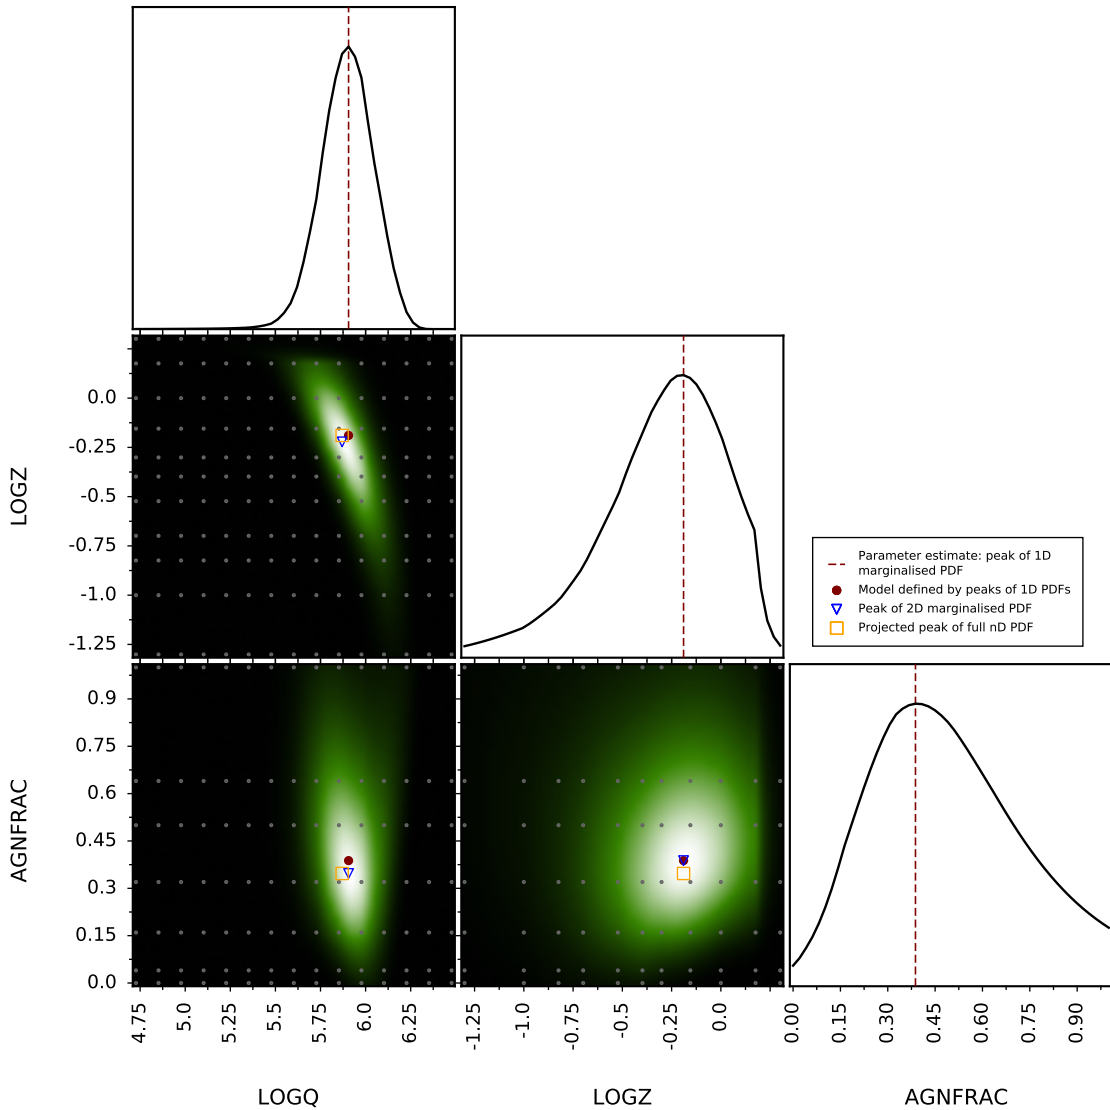 0.0
-0.25
-0.5
-0.75
-1.0
-1.25
LOGZ
Parameter estimate: peak of 1D
marginalised PDF
Model defined by peaks of 1D PDFs
Peak of 2D marginalised PDF
Projected peak of full nD PDF
0.9
0.75
0.6
0.45
0.3
0.15
0.0
AGNFRAC
4.75 5.0 5.25 5.5 5.75 6.0 6.25
-1.25 -1.0 -0.75 -0.5 -0.25 0.0
0.00 0.15 0.30 0.45 0.60 0.75 0.90
LOGQ LOGZ AGNFRAC